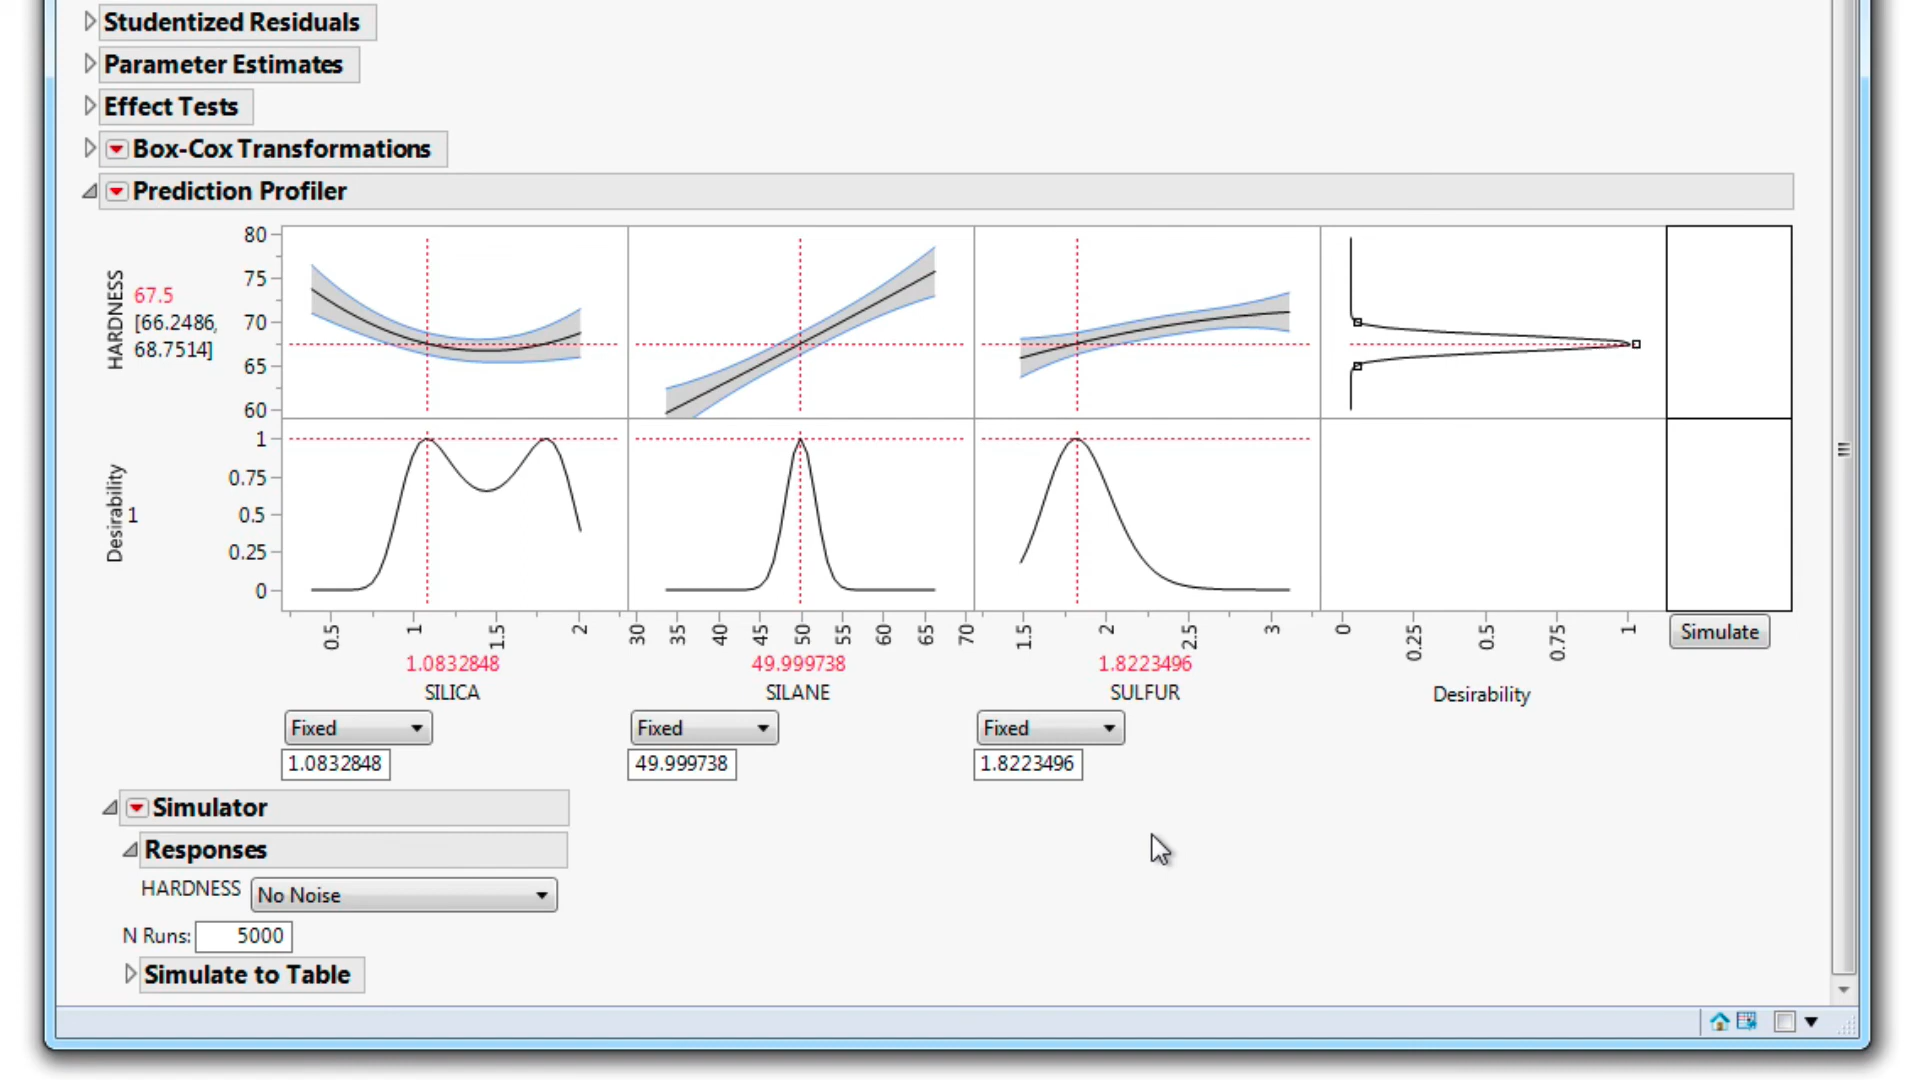 Studentized Residuals
Parameter Estimates
Effect Tests
Box-Cox Transformations
Prediction Profiler
HARDNESS
67.5
[66.2486,
68.7514]
80
75
70
65
60
Desirability
1
1
0.75
0.5
0.25
0
0.5 1 1.5 2
30 35 40 45 50 55 60 65 70
1.5 2 2.5 3
0 0.25 0.5 0.75 1
Simulate
1.0832848 49.999738 1.8223496
SILICA SILANE SULFUR Desirability
Fixed Fixed Fixed
1.0832848 49.999738 1.8223496
Simulator
Responses
HARDNESS No Noise
N Runs: 5000
Simulate to Table